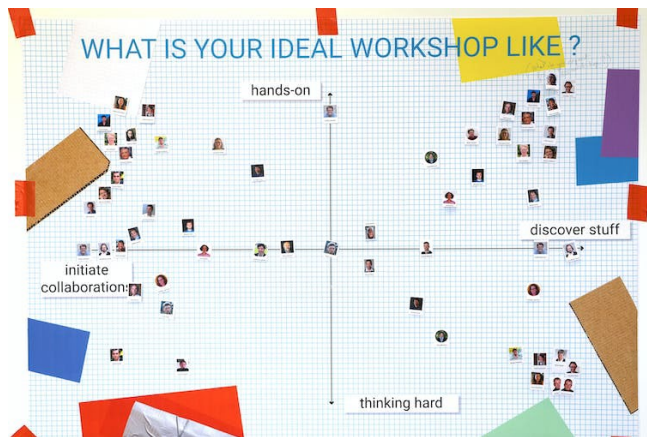 WHAT IS YOUR IDEAL WORKSHOP LIKE ?
hands-on
discover stuff
initiate
collaborations
thinking hard